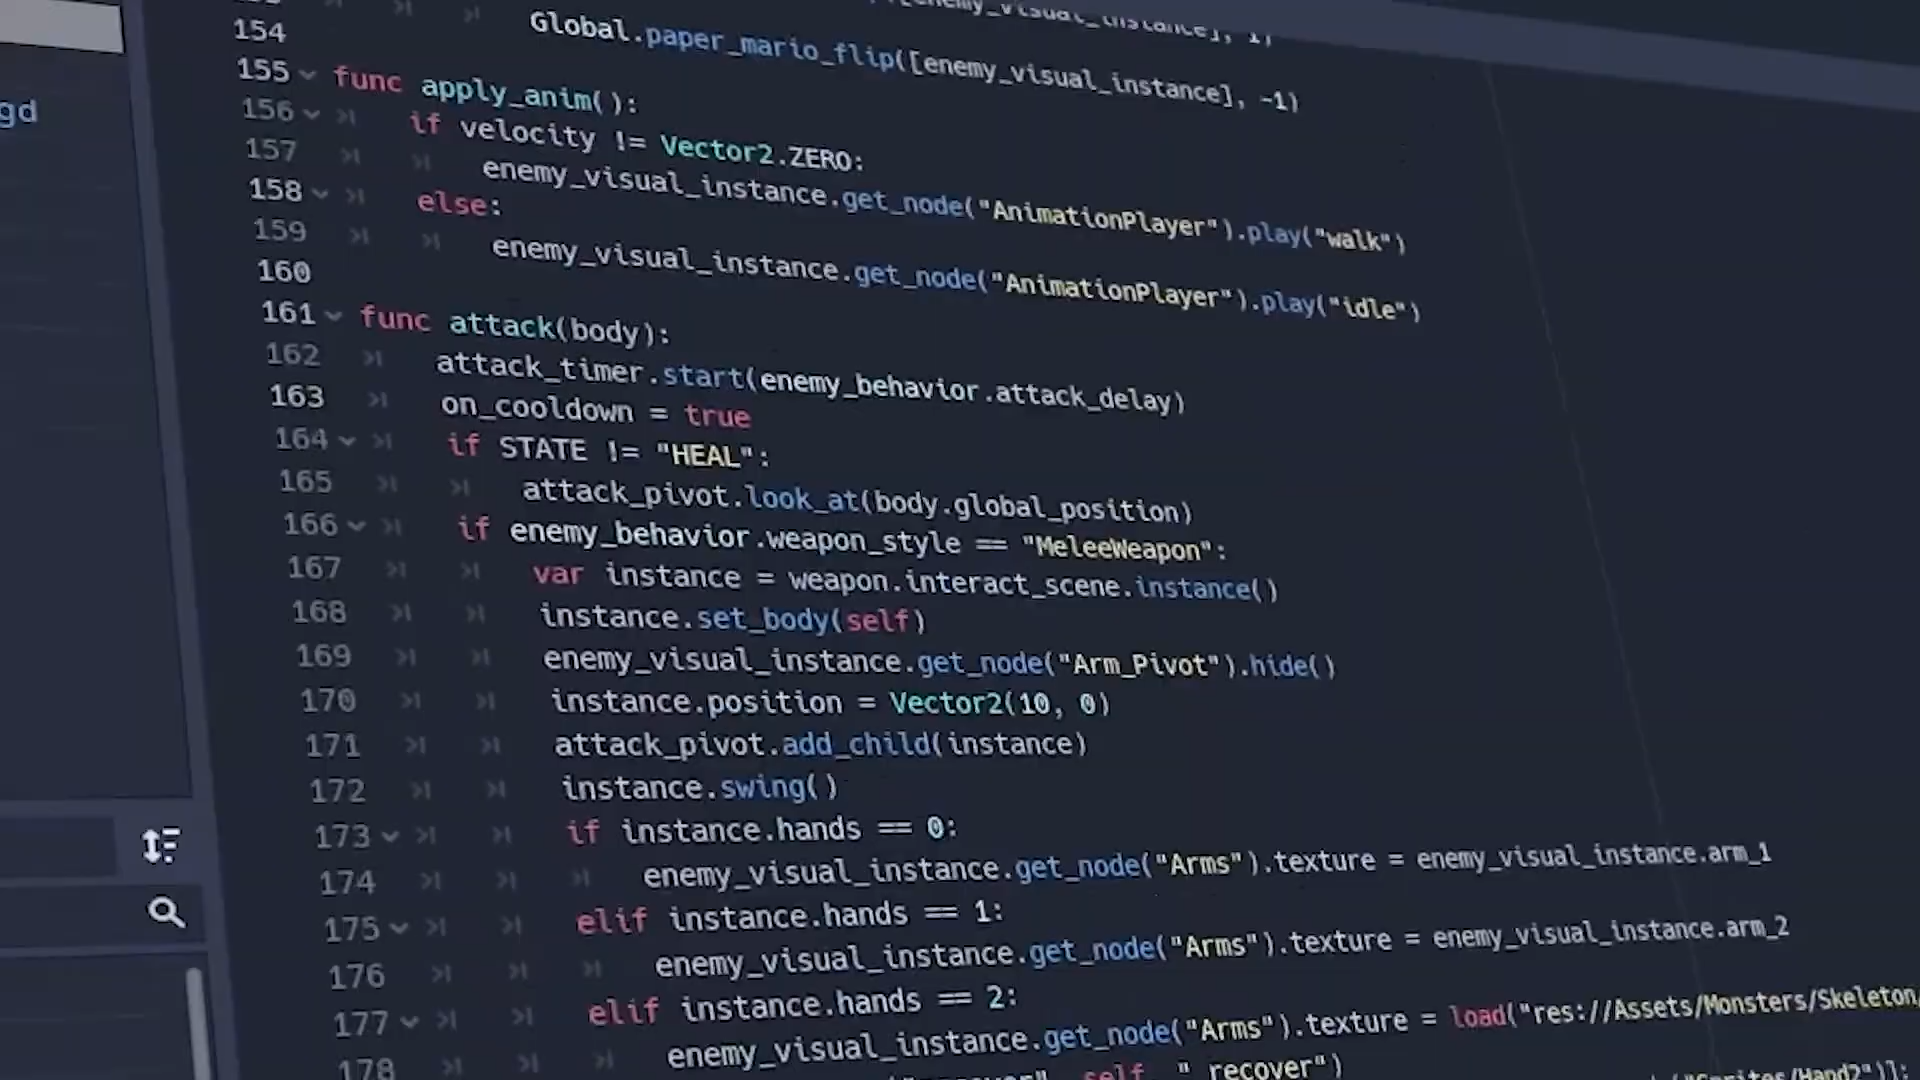 [enemy_visual_instance], 1)
154 Global.paper_mario_flip([enemy_visual_instance], -1)
gd
155 func apply_anim():
156 if velocity != Vector2.ZERO:
157 enemy_visual_instance.get_node("AnimationPlayer").play("walk")
158 else:
159 enemy_visual_instance.get_node("AnimationPlayer").play("idle")
160
161 func attack(body):
162 attack_timer.start(enemy_behavior.attack_delay)
163 on_cooldown = true
164 if STATE != "HEAL":
165 attack_pivot.look_at(body.global_position)
166 if enemy_behavior.weapon_style == "MeleeWeapon":
167 var instance = weapon.interact_scene.instance()
168 instance.set_body(self)
169 enemy_visual_instance.get_node("Arm_Pivot").hide()
170 instance.position = Vector2(10, 0)
171 attack_pivot.add_child(instance)
172 instance.swing()
173 if instance.hands == 0:
174 enemy_visual_instance.get_node("Arms").texture = enemy_visual_instance.arm_1
175 elif instance.hands == 1:
176 enemy_visual_instance.get_node("Arms").texture = enemy_visual_instance.arm_2
177 elif instance.hands == 2:
178 enemy_visual_instance.get_node("Arms").texture = load("res://Assets/Monsters/Skeleton/
self, "_recover")